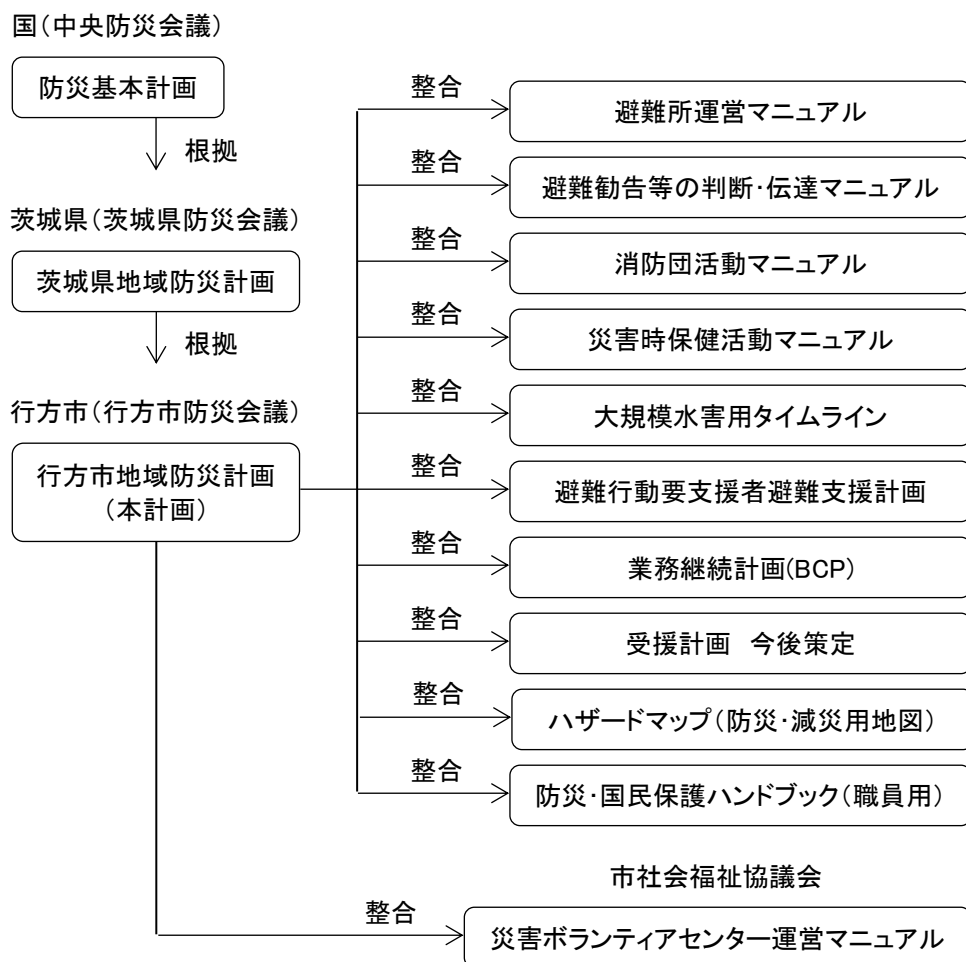 国（中央防災会議）
防災基本計画
根拠
茨城県（茨城県防災会議）
茨城県地域防災計画
根拠
行方市（行方市防災会議）
行方市地域防災計画
（本計画）
整合
避難所運営マニュアル
整合
避難勧告等の判断・伝達マニュアル
整合
消防団活動マニュアル
整合
災害時保健活動マニュアル
整合
大規模水害用タイムライン
整合
避難行動要支援者避難支援計画
整合
業務継続計画(BCP)
整合
受援計画　今後策定
整合
ハザードマップ（防災・減災用地図）
整合
防災・国民保護ハンドブック（職員用）
市社会福祉協議会
整合
災害ボランティアセンター運営マニュアル